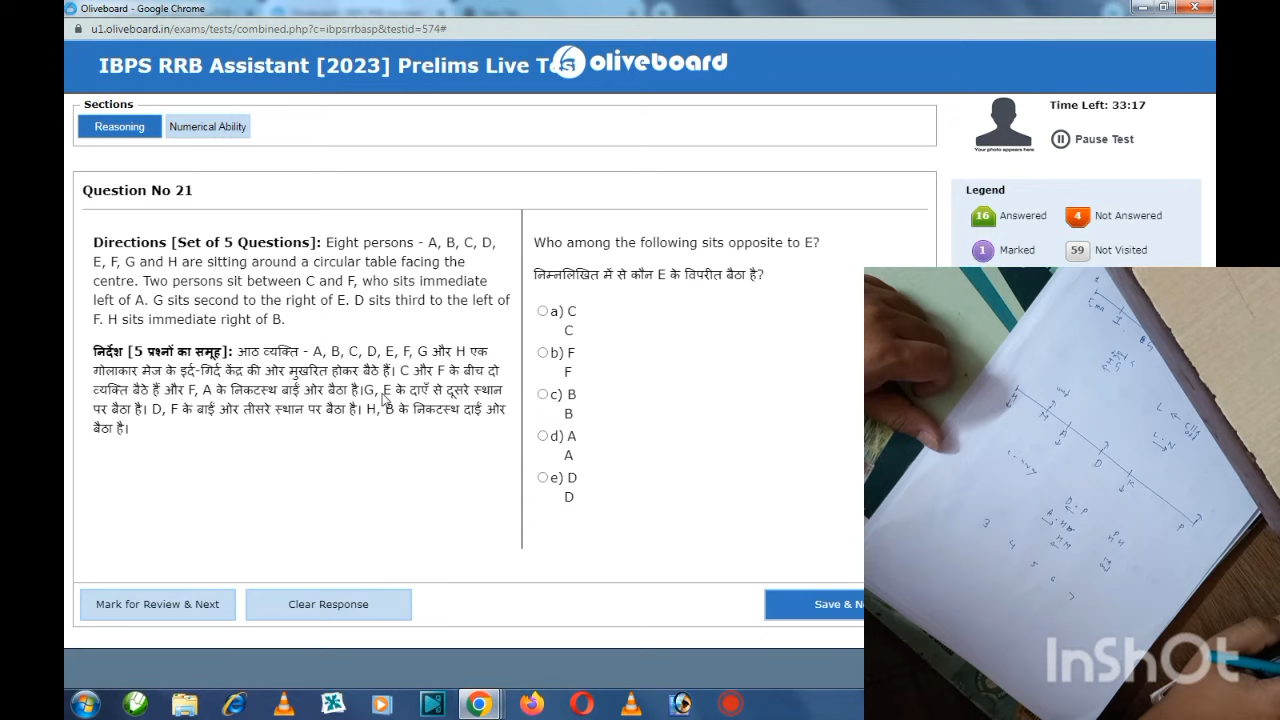 Oliveboard - Google Chrome
u1.oliveboard.in/exams/tests/combined.php?c=ibpsrrbasp&testid=574#
IBPS RRB Assistant [2023] Prelims Live
oliveboard
Sections
Reasoning
Numerical Ability
Your photo appears here
Time Left: 33:17
Pause Test
Question No 21
Legend
16 Answered
4 Not Answered
1 Marked
59 Not Visited
Directions [Set of 5 Questions]: Eight persons - A, B, C, D,
E, F, G and H are sitting around a circular table facing the
centre. Two persons sit between C and F, who sits immediate
left of A. G sits second to the right of E. D sits third to the left of
F. H sits immediate right of B.
निर्देश [5 प्रश्नों का समूह]: आठ व्यक्ति - A, B, C, D, E, F, G और H एक
गोलाकार मेज के इर्द-गिर्द केंद्र की ओर मुखरित होकर बैठे हैं। C और F के बीच दो
व्यक्ति बैठे हैं और F, A के निकटस्थ बाईं ओर बैठा है।G, E के दाएँ से दूसरे स्थान
पर बैठा है। D, F के बाईं ओर तीसरे स्थान पर बैठा है। H, B के निकटस्थ दाईं ओर
बैठा है।
Who among the following sits opposite to E?
निम्नलिखित में से कौन E के विपरीत बैठा है?
a) C
C
b) F
F
c) B
B
d) A
A
e) D
D
Mark for Review & Next
Clear Response
Save & N
InShOt